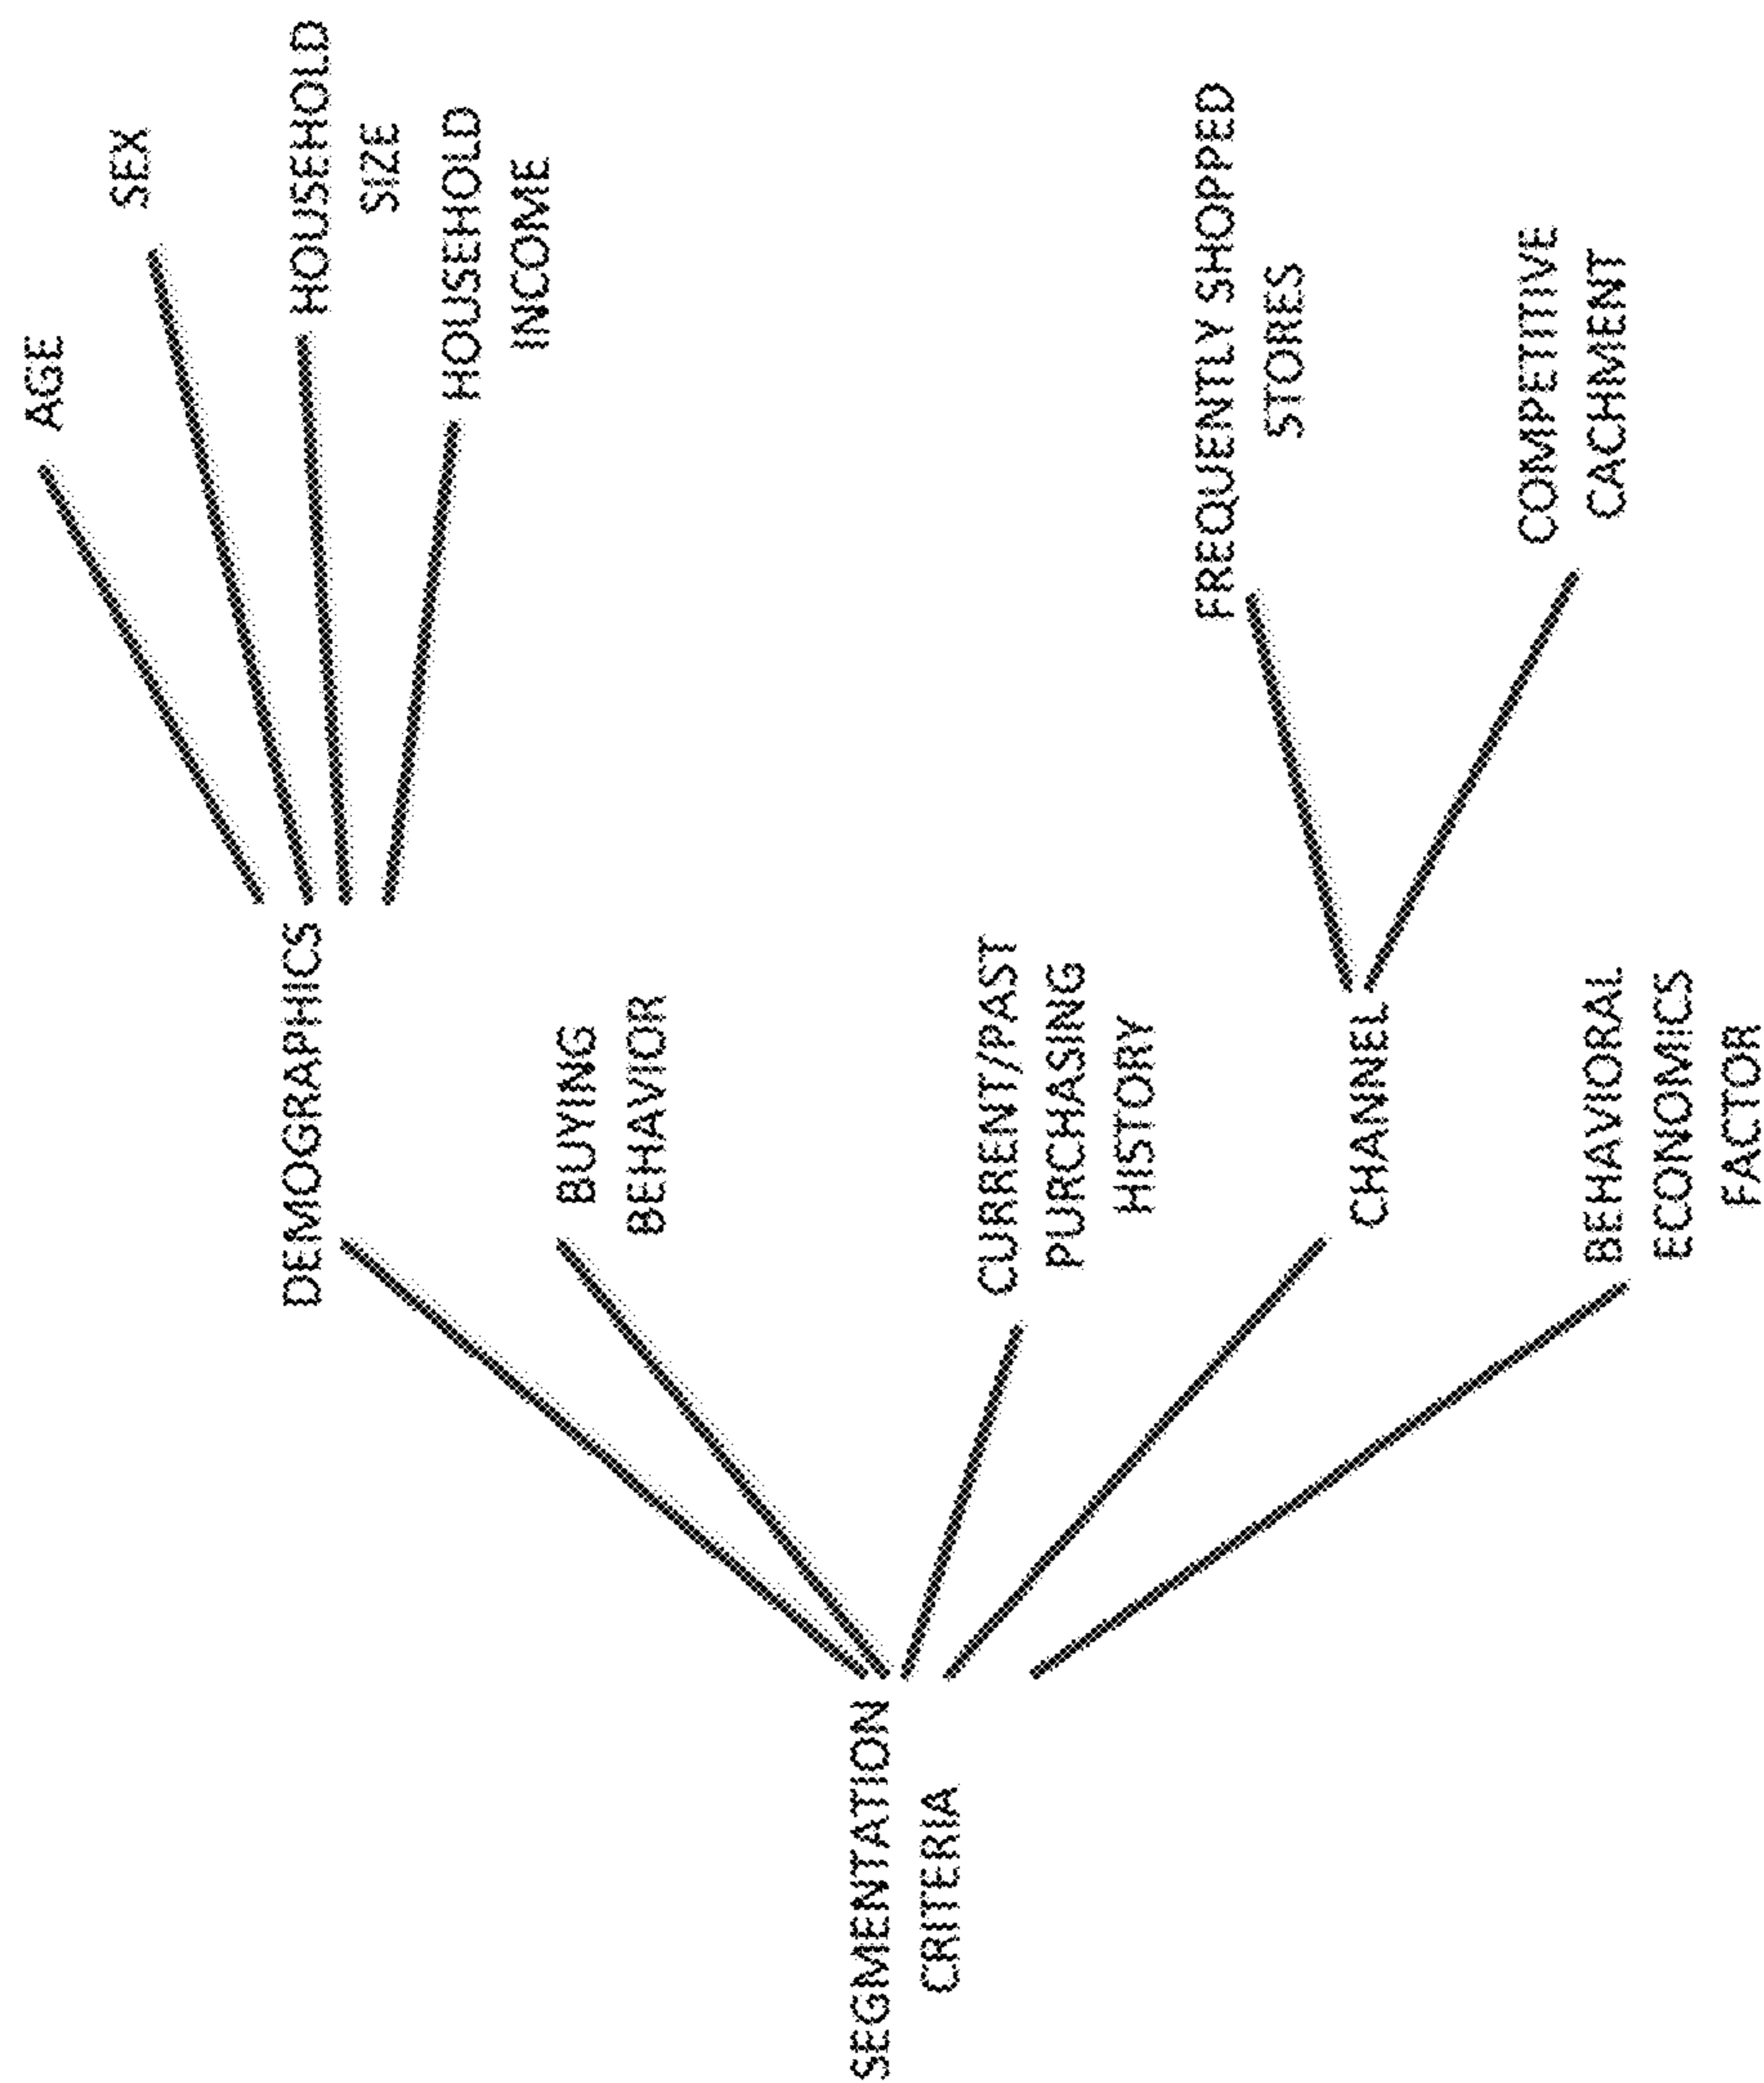 SEGMENTATION
CRITERIA
DEMOGRAPHICS
AGE
SEX
HOUSEHOLD
SIZE
HOUSEHOLD
INCOME
BUYING
BEHAVIOR
CURRENT/PAST
PURCHASING
HISTORY
CHANNEL
FREQUENTLY SHOPPED
STORES
COMPETITIVE
CACHMENT
BEHAVIORAL
ECONOMICS
FACTOR